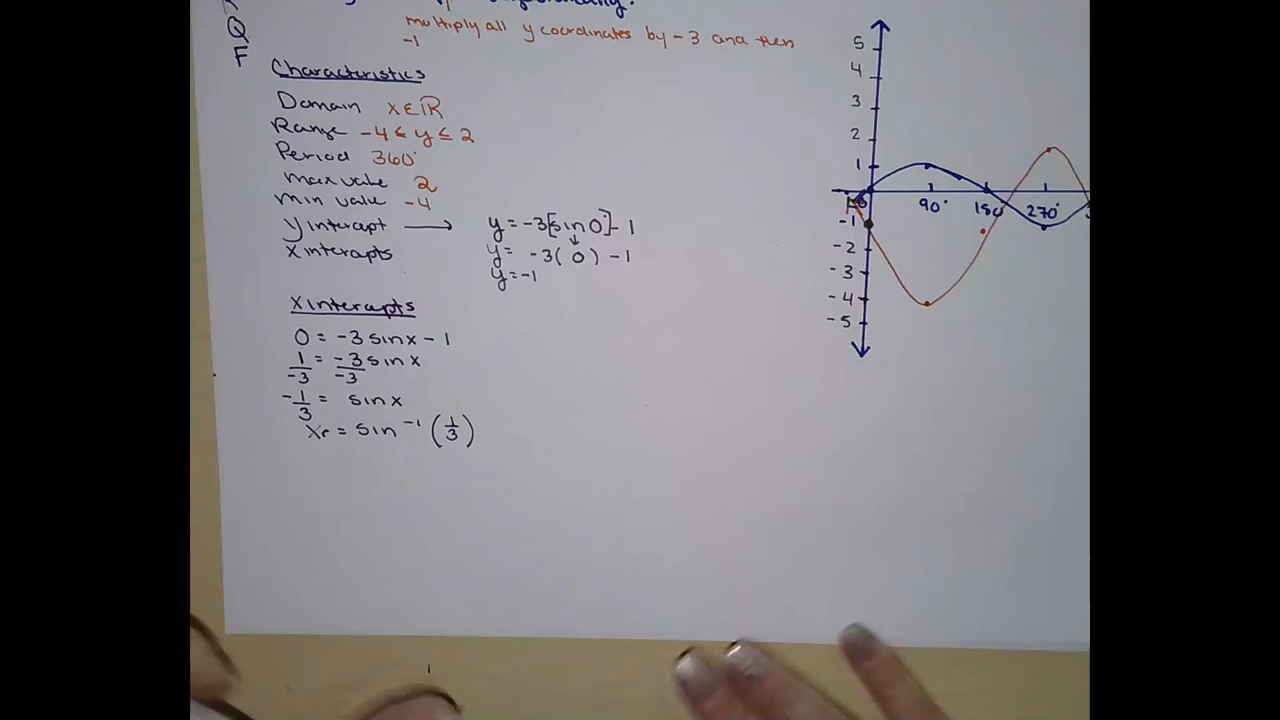 multiply all y coordinates by -3 and then
-1
Q
F
Characteristics
Domain x∈ℝ
Range -4 ≤ y ≤ 2
Period 360°
max value 2
min value -4
y intercept → y = -3[sin0] - 1
x intercepts y = -3(0) - 1
y = -1
X Intercepts
0 = -3 sin x - 1
1/-3 = -3/-3 sin x
-1/3 = sin x
xr = sin⁻¹(1/3)
5
4
3
2
1
90° 180 270°
-1
-2
-3
-4
-5